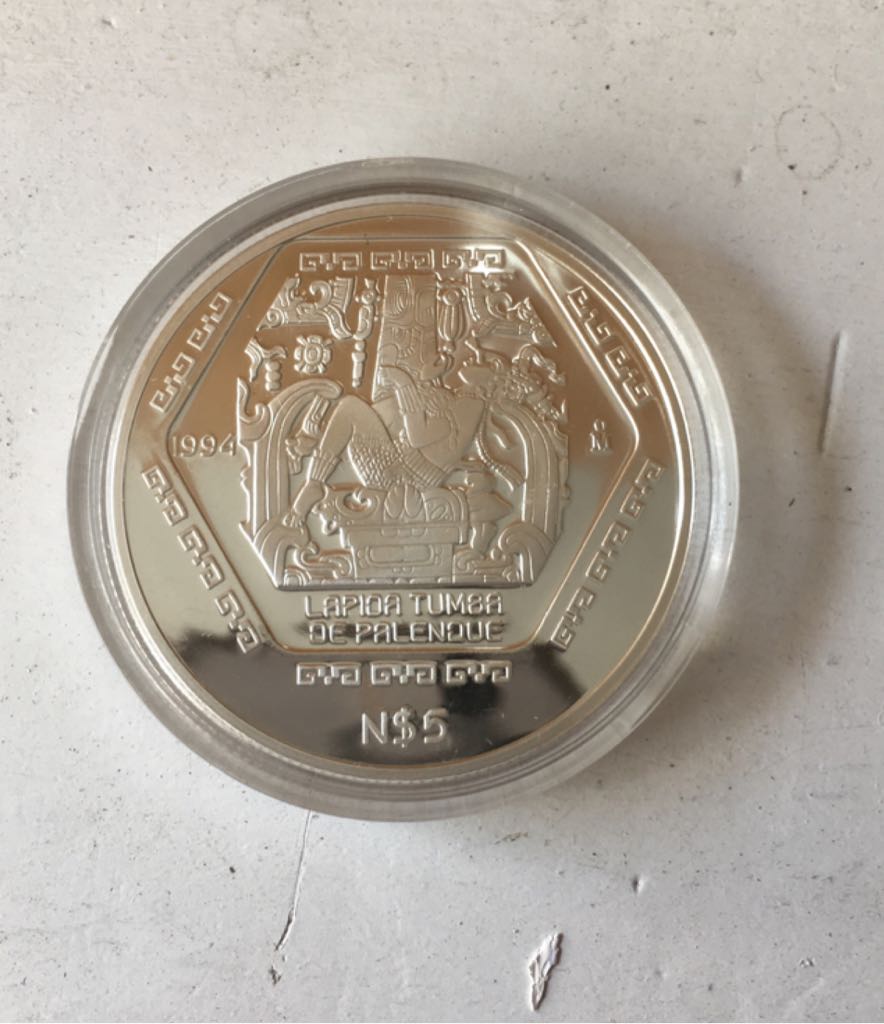 1994
M̊
LAPIDA TUMBA
DE PALENQUE
N$5